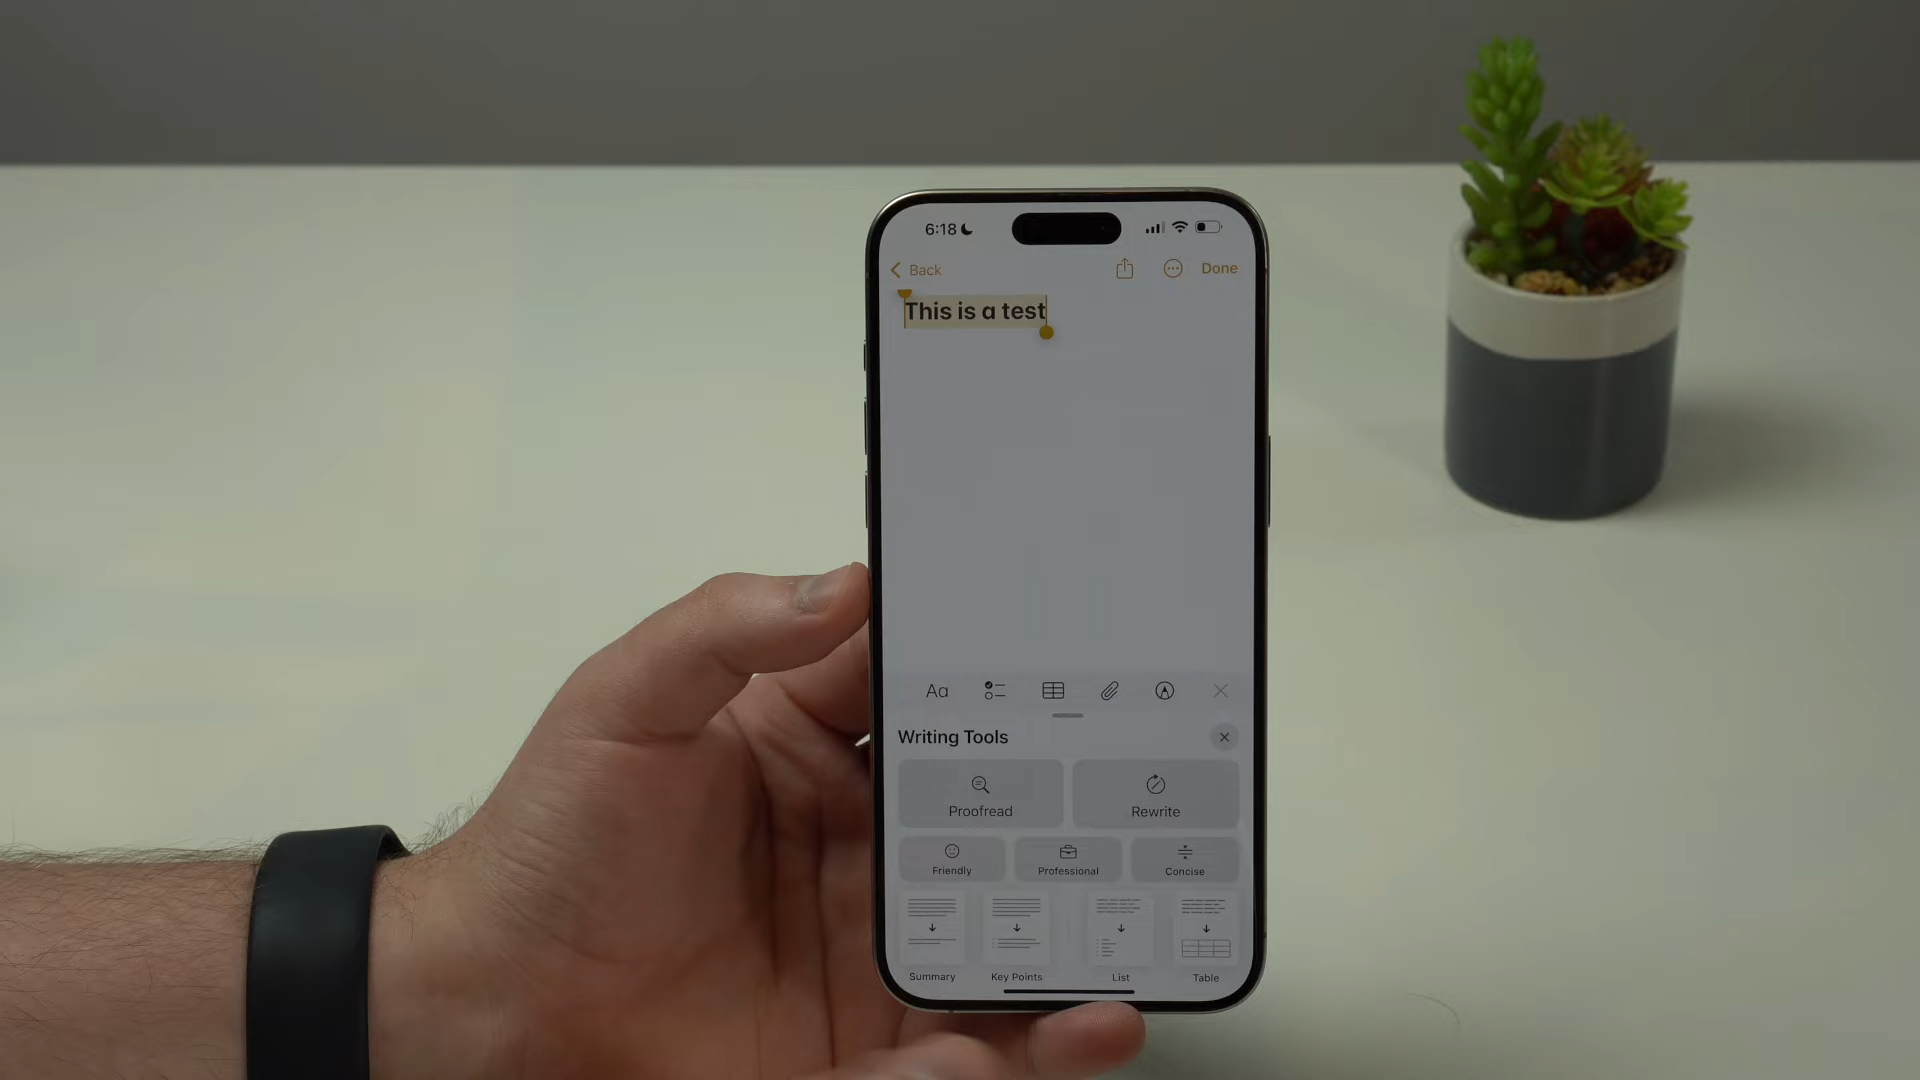 6:18
Back
Done
This is a test
Aa
Writing Tools
Proofread
Rewrite
Friendly
Professional
Concise
Summary
Key Points
List
Table